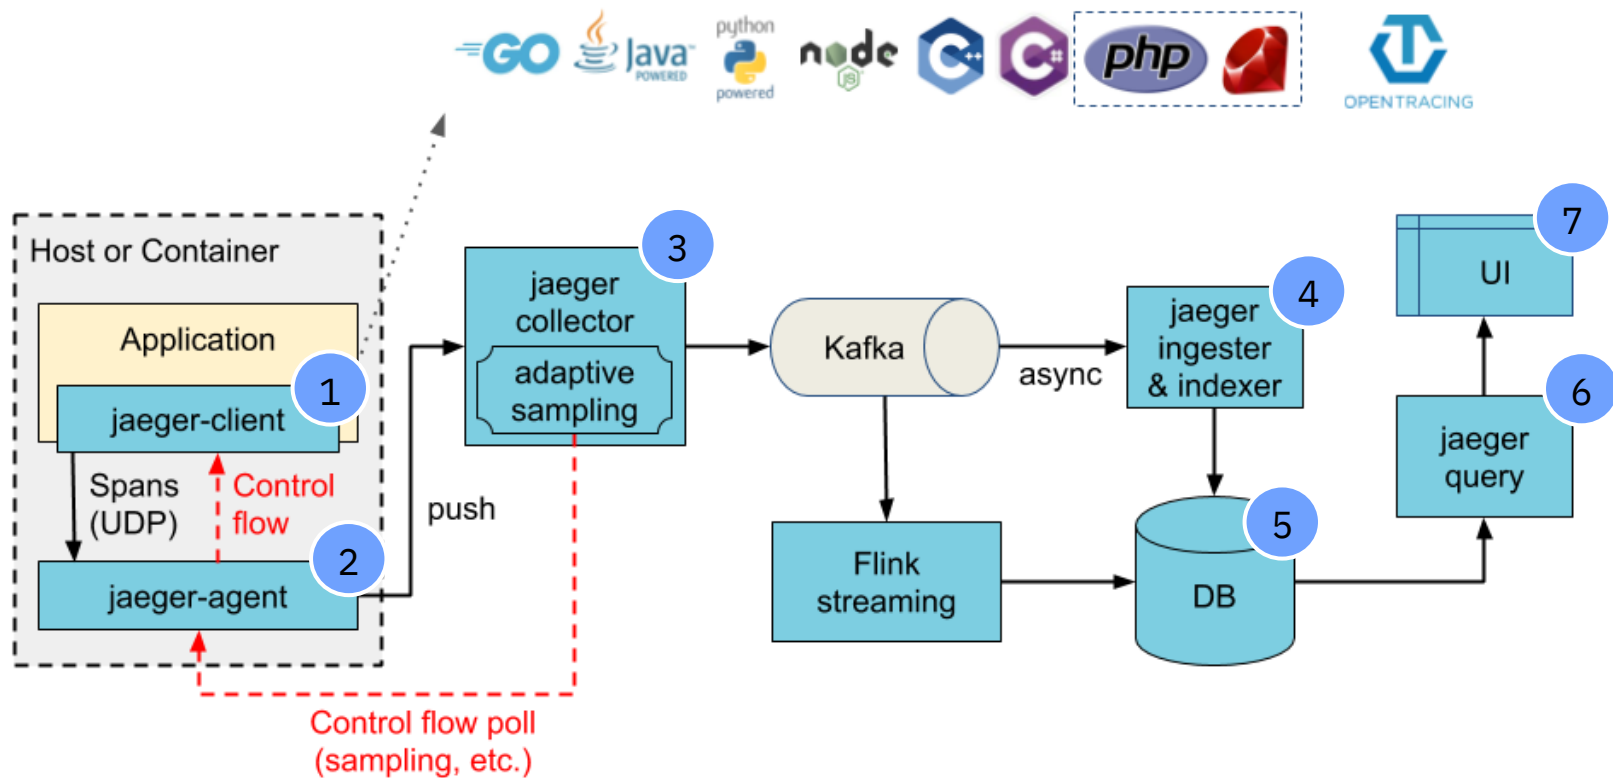 GO
Java
POWERED
python
powered
node
JS
C++
C#
php
OPENTRACING
Host or Container
Application
1
jaeger-client
Spans
(UDP)
Control
flow
2
jaeger-agent
push
Control flow poll
(sampling, etc.)
3
jaeger
collector
adaptive
sampling
Kafka
async
Flink
streaming
4
jaeger
ingester
& indexer
5
DB
6
jaeger
query
7
UI